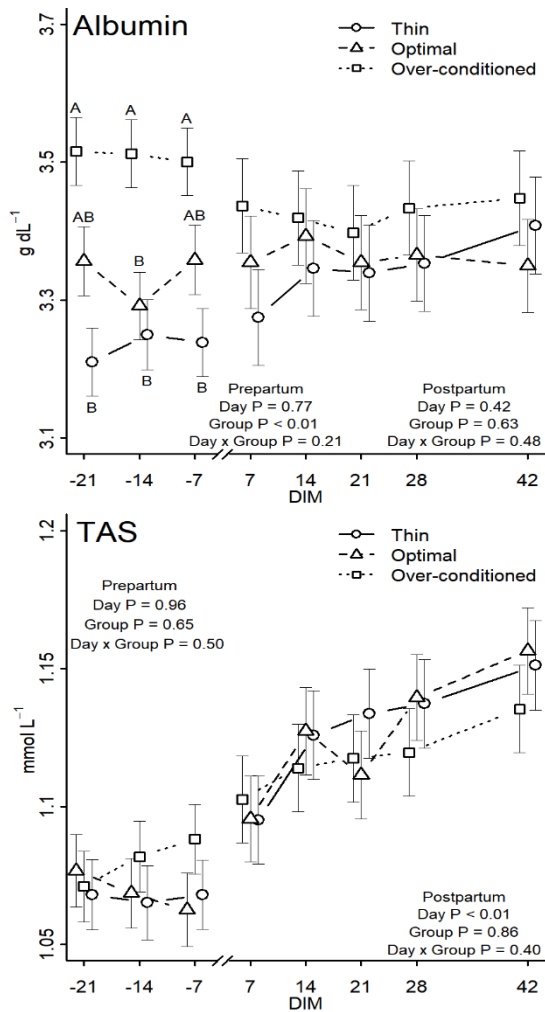 Albumin
Thin
Optimal
Over-conditioned
g dL⁻¹
3.7
3.5
3.3
3.1
A
A
A
AB
B
AB
B
B
B
Prepartum
Day P = 0.77
Group P < 0.01
Day x Group P = 0.21
Postpartum
Day P = 0.42
Group P = 0.63
Day x Group P = 0.48
-21 -14 -7 7 14 21 28 42
DIM
TAS
Thin
Optimal
Over-conditioned
mmol L⁻¹
1.2
1.15
1.1
1.05
Prepartum
Day P = 0.96
Group P = 0.65
Day x Group P = 0.50
Postpartum
Day P < 0.01
Group P = 0.86
Day x Group P = 0.40
-21 -14 -7 7 14 21 28 42
DIM